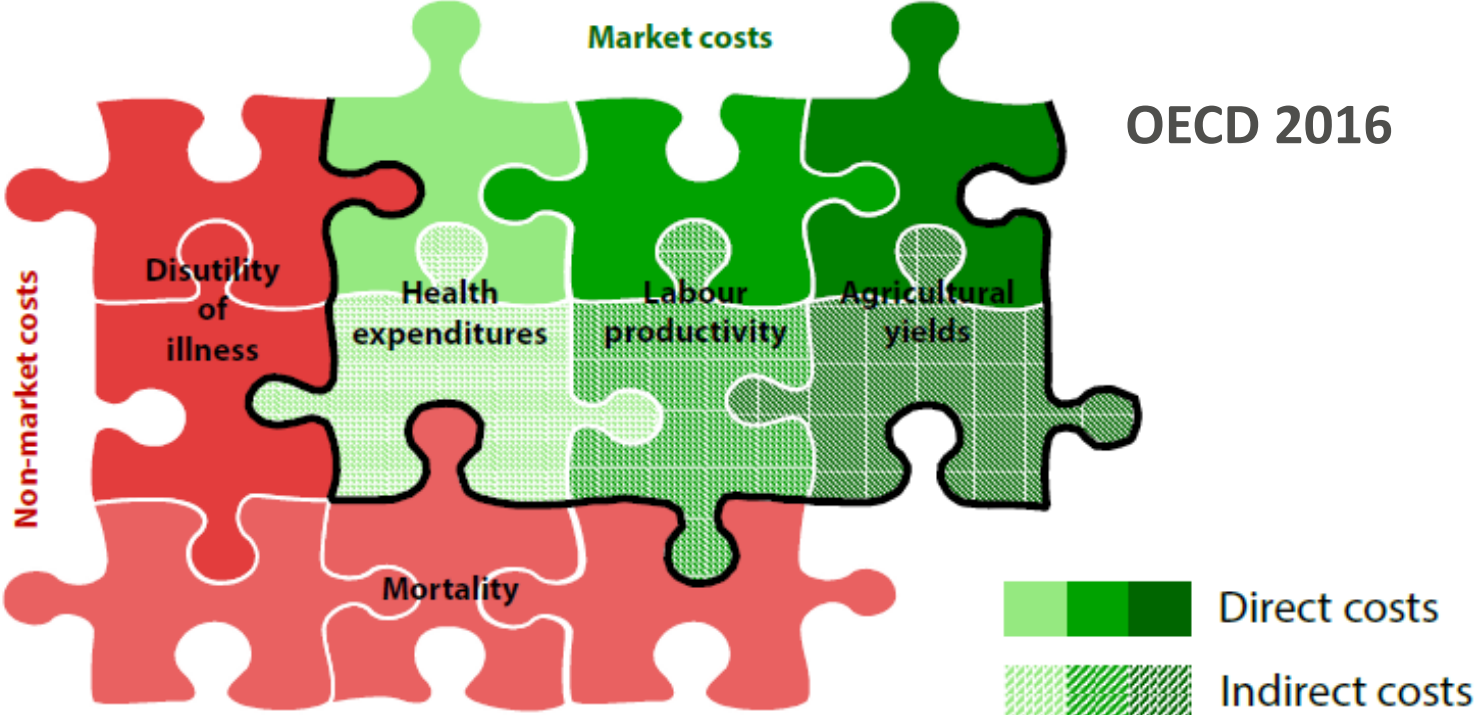 Market costs
OECD 2016
Non-market costs
Disutility
of
illness
Health
expenditures
Labour
productivity
Agricultural
yields
Mortality
Direct costs
Indirect costs